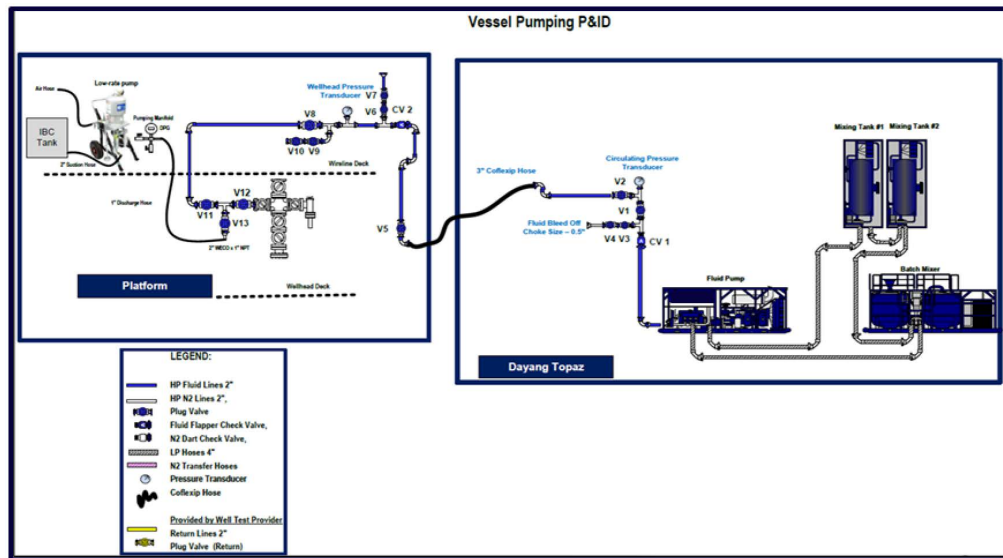 Vessel Pumping P&ID
Low-rate pump
Air Hose
Pumping Manifold
OPG
IBC
Tank
2" Suction Hose
Wellhead Pressure
Transducer
V7
V6
CV 2
V8
V10 V9
Wireline Deck
1" Discharge Hose
V12
V11
V13
2" WECO x 1" NPT
V5
Platform
Wellhead Deck
3" Coflexip Hose
Circulating Pressure
Transducer
V2
V1
Fluid Bleed Off
Choke Size – 0.5"
V4 V3
CV 1
Mixing Tank #1 Mixing Tank #2
Fluid Pump
Batch Mixer
Dayang Topaz
LEGEND:
HP Fluid Lines 2"
HP N2 Lines 2",
Plug Valve
Fluid Flapper Check Valve,
N2 Dart Check Valve,
LP Hoses 4"
N2 Transfer Hoses
Pressure Transducer
Coflexip Hose
Provided by Well Test Provider
Return Lines 2"
Plug Valve (Return)